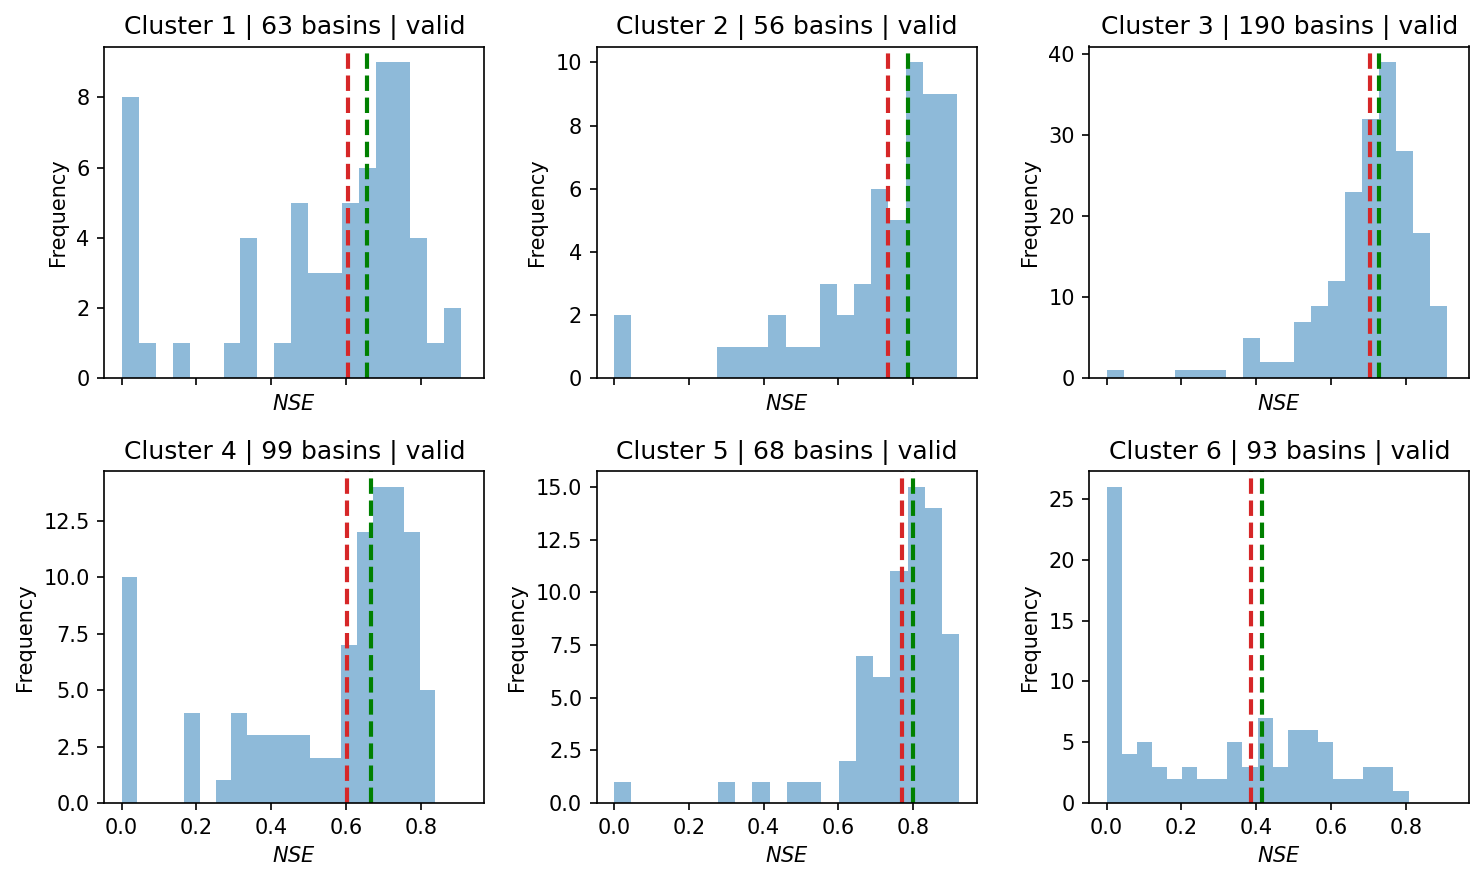 Cluster 1 | 63 basins | valid
8
6
4
2
0
Frequency
NSE
Cluster 2 | 56 basins | valid
10
8
6
4
2
0
Frequency
NSE
Cluster 3 | 190 basins | valid
40
30
20
10
0
Frequency
NSE
Cluster 4 | 99 basins | valid
12.5
10.0
7.5
5.0
2.5
0.0
Frequency
0.0 0.2 0.4 0.6 0.8
NSE
Cluster 5 | 68 basins | valid
15.0
12.5
10.0
7.5
5.0
2.5
0.0
Frequency
0.0 0.2 0.4 0.6 0.8
NSE
Cluster 6 | 93 basins | valid
25
20
15
10
5
0
Frequency
0.0 0.2 0.4 0.6 0.8
NSE